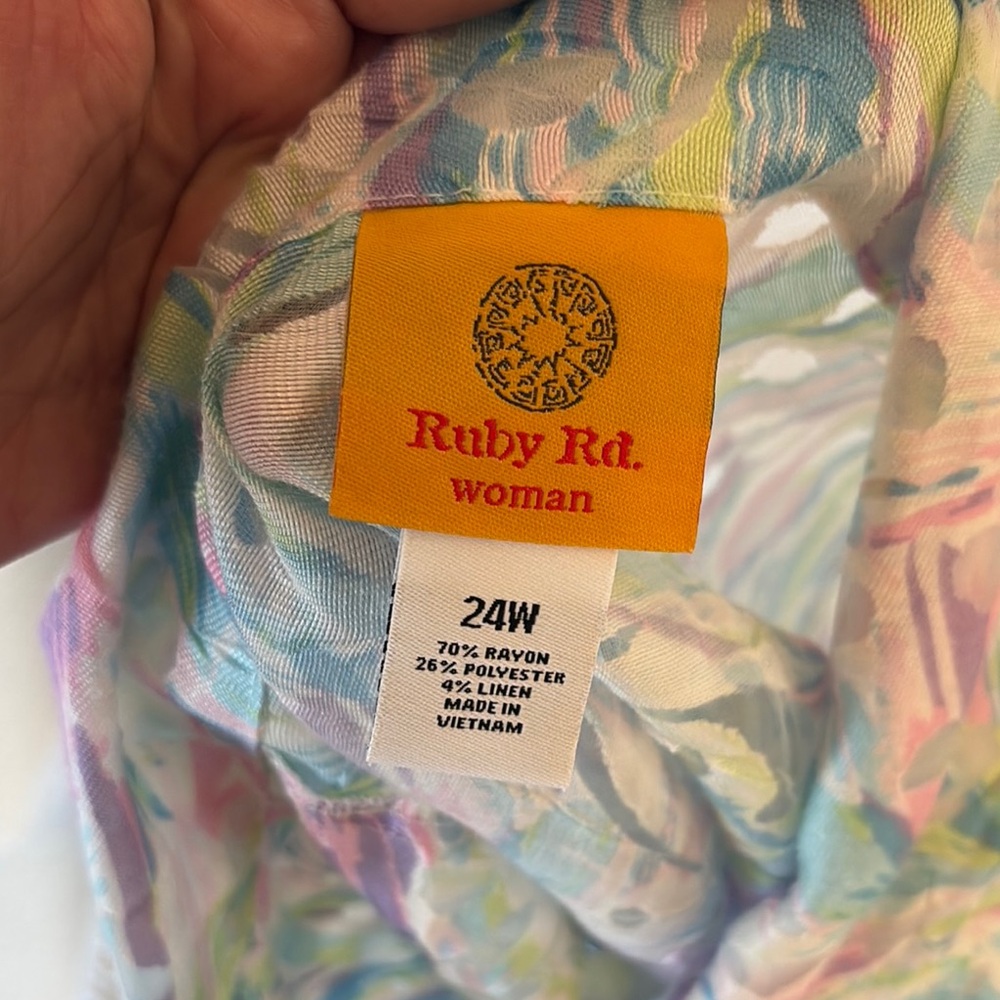 Ruby Rd.
woman
24W
70% RAYON
26% POLYESTER
4% LINEN
MADE IN
VIETNAM